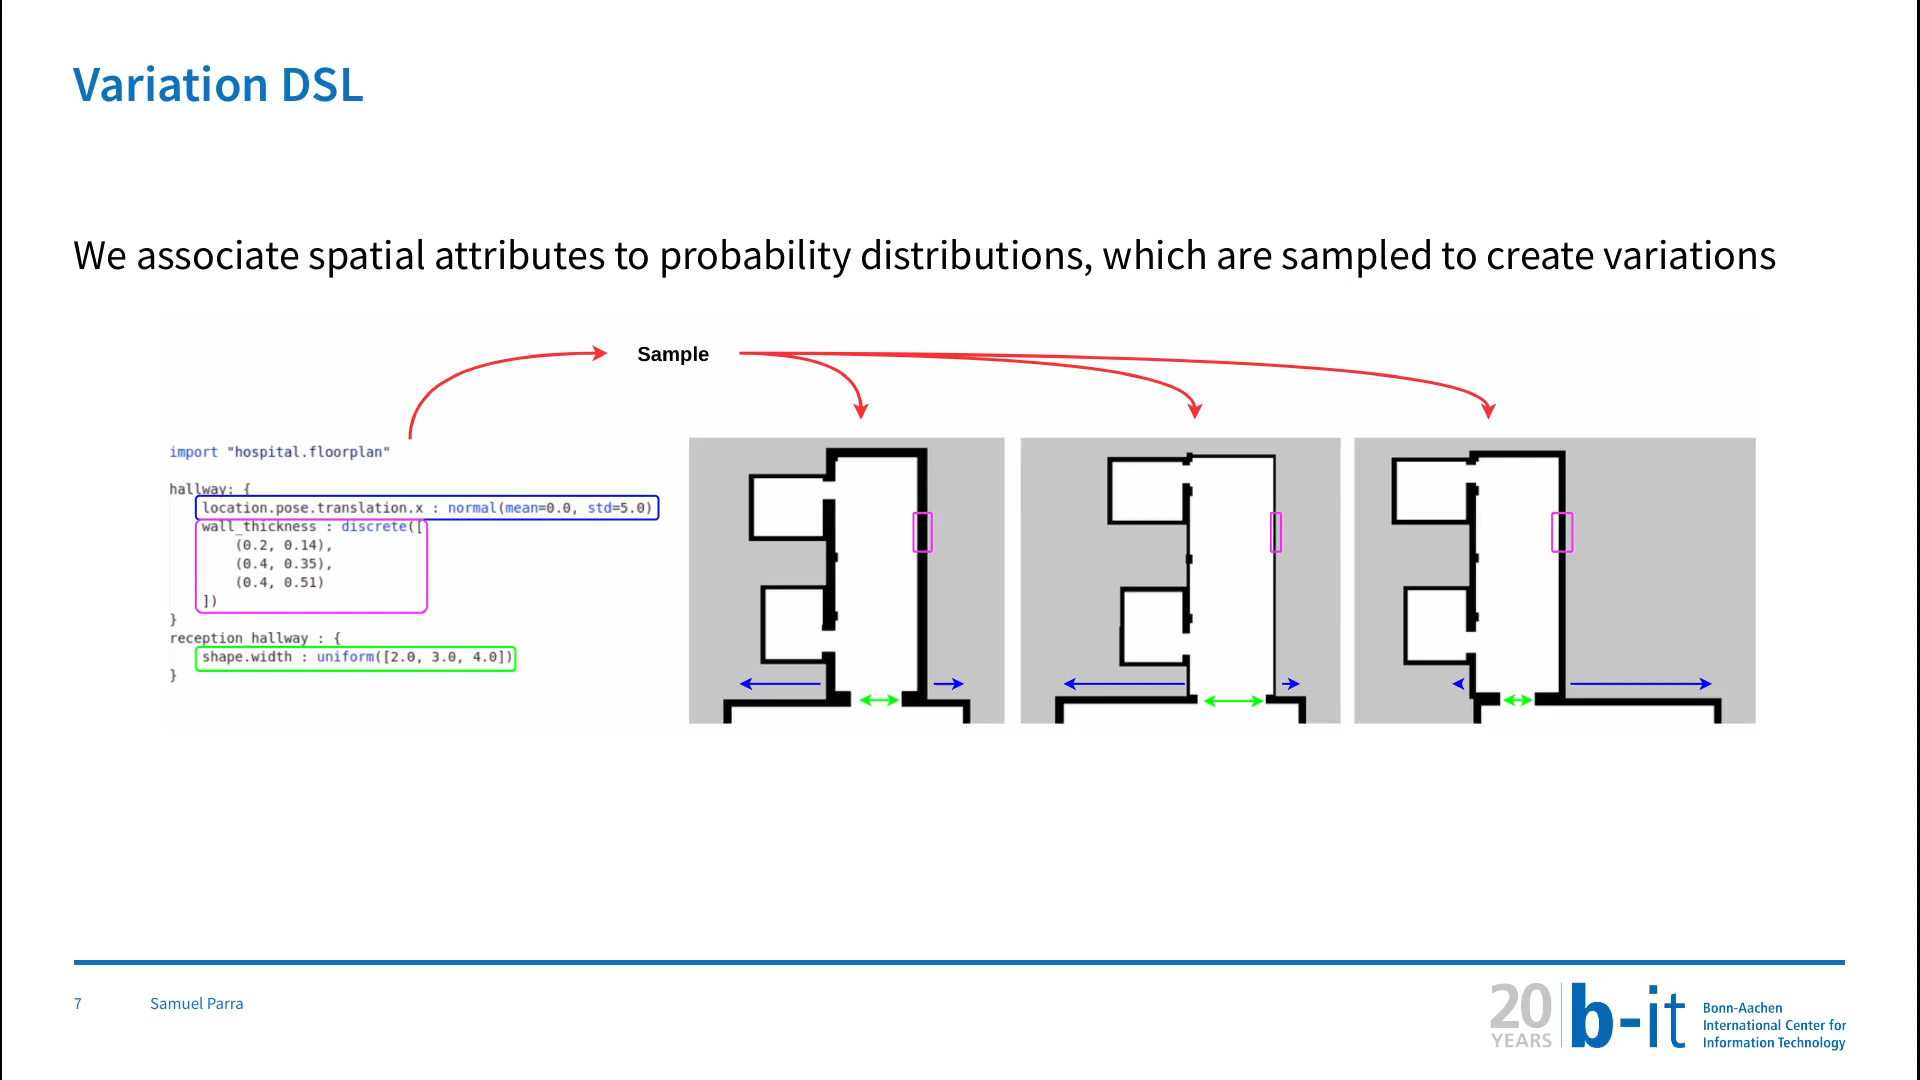 Variation DSL
We associate spatial attributes to probability distributions, which are sampled to create variations
Sample
import "hospital.floorplan"
hallway: {
location.pose.translation.x : normal(mean=0.0, std=5.0)
wall_thickness : discrete([
(0.2, 0.14),
(0.4, 0.35),
(0.4, 0.51)
])
}
reception_hallway : {
shape.width : uniform([2.0, 3.0, 4.0])
}
7 Samuel Parra
20 YEARS
b-it
Bonn-Aachen
International Center for
Information Technology